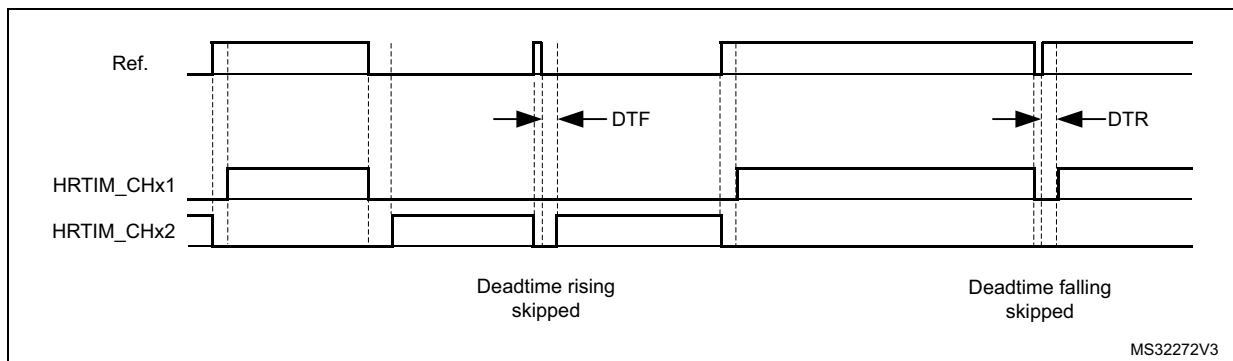 Ref.
DTF
DTR
HRTIM_CHx1
HRTIM_CHx2
Deadtime rising
skipped
Deadtime falling
skipped
MS32272V3